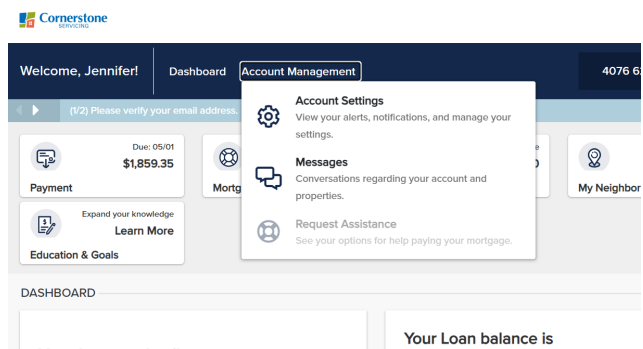 Cornerstone
SERVICING
Welcome, Jennifer!
Dashboard
Account Management
4076 62
(1/2) Please verify your email address.
Account Settings
View your alerts, notifications, and manage your
settings.
Messages
Conversations regarding your account and
properties.
Request Assistance
See your options for help paying your mortgage.
Due: 05/01
$1,859.35
Payment
Mortg
My Neighbor
Expand your knowledge
Learn More
Education & Goals
DASHBOARD
Your Loan balance is